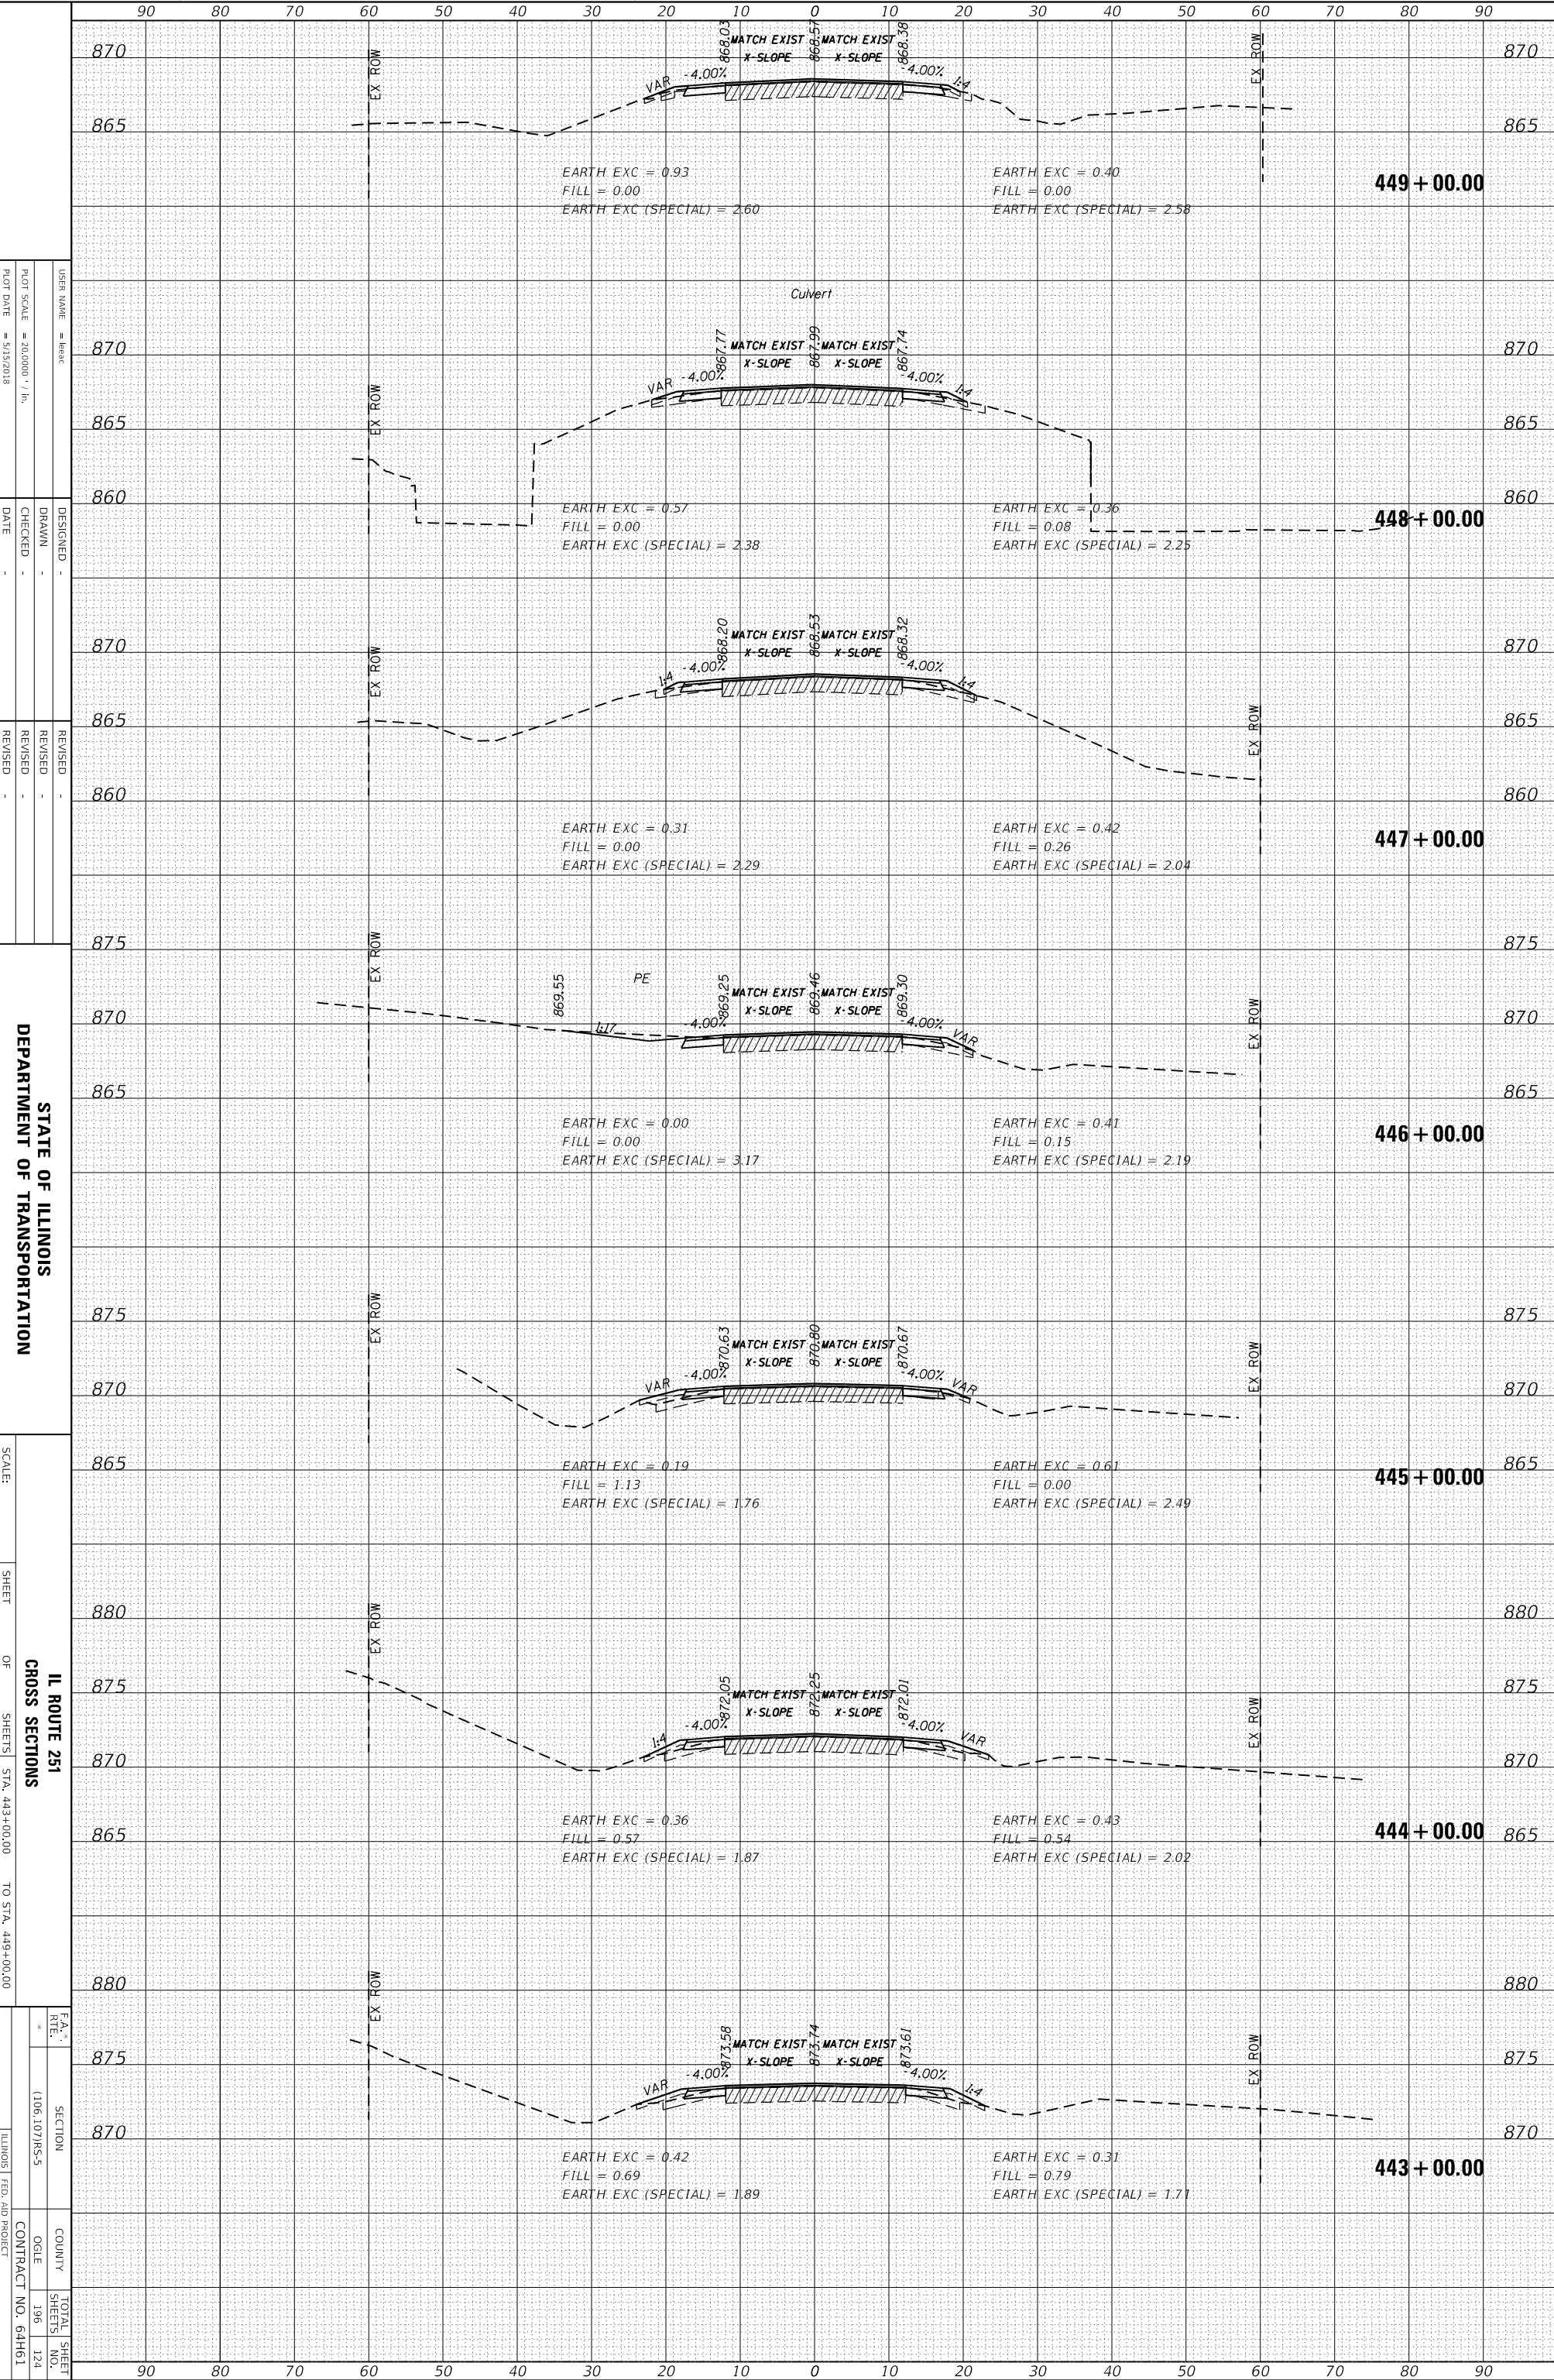 90 80 70 60 50 40 30 20 10 0 10 20 30 40 50 60 70 80 90
870 870
868.03 MATCH EXIST 868.57 MATCH EXIST 868.38
X-SLOPE X-SLOPE
EX ROW EX ROW
VAR -4.00% -4.00% 1:4
865 865
EARTH EXC = 0.93 EARTH EXC = 0.40
FILL = 0.00 FILL = 0.00
EARTH EXC (SPECIAL) = 2.60 EARTH EXC (SPECIAL) = 2.58
449+00.00
Culvert
870 870
867.77 MATCH EXIST 867.99 MATCH EXIST 867.74
X-SLOPE X-SLOPE
VAR -4.00% -4.00% 1:4
EX ROW
865 865
860 860
EARTH EXC = 0.57 EARTH EXC = 0.36
FILL = 0.00 FILL = 0.08
EARTH EXC (SPECIAL) = 2.38 EARTH EXC (SPECIAL) = 2.25
448+00.00
870 870
868.20 MATCH EXIST 868.53 MATCH EXIST 868.32
X-SLOPE X-SLOPE
1:4 -4.00% -4.00% 1:4
EX ROW EX ROW
865 865
860 860
EARTH EXC = 0.31 EARTH EXC = 0.42
FILL = 0.00 FILL = 0.26
EARTH EXC (SPECIAL) = 2.29 EARTH EXC (SPECIAL) = 2.04
447+00.00
875 875
EX ROW EX ROW
PE
869.55 869.25 MATCH EXIST 869.46 MATCH EXIST 869.30
X-SLOPE X-SLOPE
870 870
1:17 -4.00% -4.00% VAR
865 865
EARTH EXC = 0.00 EARTH EXC = 0.41
FILL = 0.00 FILL = 0.15
EARTH EXC (SPECIAL) = 3.17 EARTH EXC (SPECIAL) = 2.19
446+00.00
875 875
EX ROW EX ROW
870.63 MATCH EXIST 870.80 MATCH EXIST 870.67
X-SLOPE X-SLOPE
VAR -4.00% -4.00% VAR
870 870
865 865
EARTH EXC = 0.19 EARTH EXC = 0.61
FILL = 1.13 FILL = 0.00
EARTH EXC (SPECIAL) = 1.76 EARTH EXC (SPECIAL) = 2.49
445+00.00
880 880
EX ROW EX ROW
875 875
872.05 MATCH EXIST 872.25 MATCH EXIST 872.01
X-SLOPE X-SLOPE
1:4 -4.00% -4.00% VAR
870 870
865 865
EARTH EXC = 0.36 EARTH EXC = 0.43
FILL = 0.57 FILL = 0.54
EARTH EXC (SPECIAL) = 1.87 EARTH EXC (SPECIAL) = 2.02
444+00.00
880 880
EX ROW EX ROW
873.58 MATCH EXIST 873.74 MATCH EXIST 873.61
875 X-SLOPE X-SLOPE 875
VAR -4.00% -4.00% 1:4
870 870
EARTH EXC = 0.42 EARTH EXC = 0.31
FILL = 0.69 FILL = 0.79
EARTH EXC (SPECIAL) = 1.89 EARTH EXC (SPECIAL) = 1.71
443+00.00
90 80 70 60 50 40 30 20 10 0 10 20 30 40 50 60 70 80 90
USER NAME = leeac
PLOT SCALE = 20.0000 ' / in.
PLOT DATE = 5/15/2018
DESIGNED -
DRAWN -
CHECKED -
DATE -
REVISED -
REVISED -
REVISED -
REVISED -
STATE OF ILLINOIS
DEPARTMENT OF TRANSPORTATION
IL ROUTE 251
CROSS SECTIONS
SCALE: SHEET OF SHEETS STA. 443+00.00 TO STA. 449+00.00
F.A.*. RTE. SECTION COUNTY TOTAL SHEETS SHEET NO.
* (106,107)RS-5 OGLE 196 124
CONTRACT NO. 64H61
ILLINOIS FED. AID PROJECT